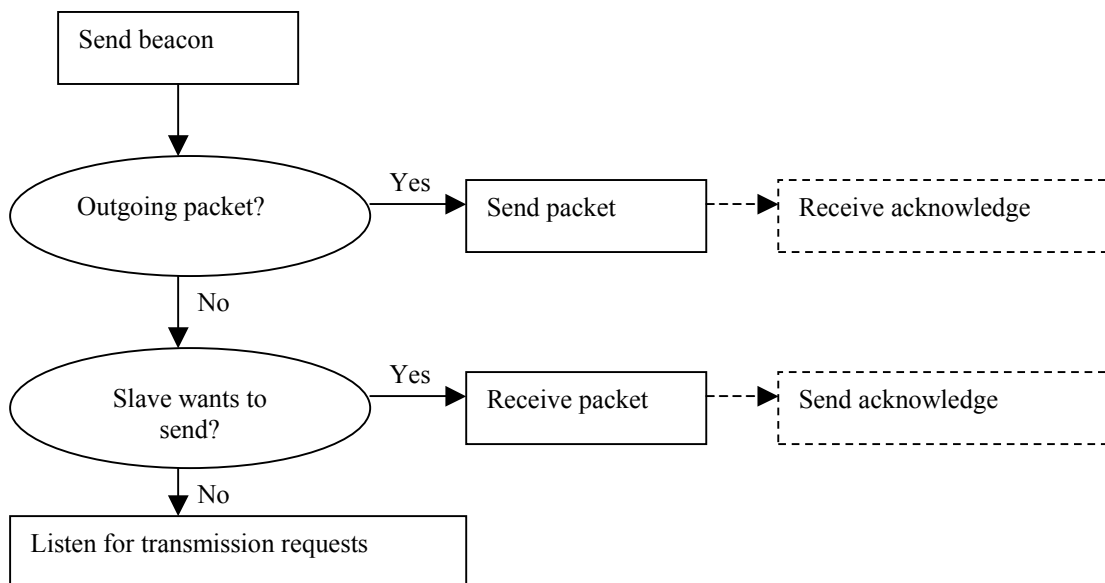 Send beacon
Outgoing packet?
Yes
Send packet
Receive acknowledge
No
Slave wants to
send?
Yes
Receive packet
Send acknowledge
No
Listen for transmission requests